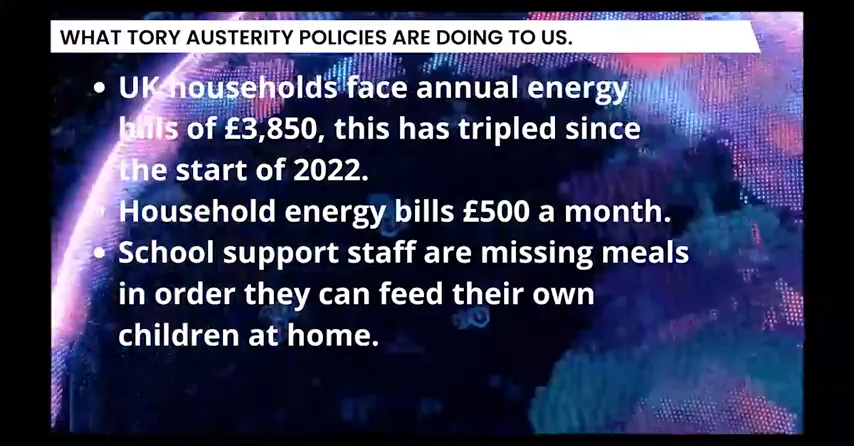 WHAT TORY AUSTERITY POLICIES ARE DOING TO US.
• UK households face annual energy
bills of £3,850, this has tripled since
the start of 2022.
• Household energy bills £500 a month.
• School support staff are missing meals
in order they can feed their own
children at home.